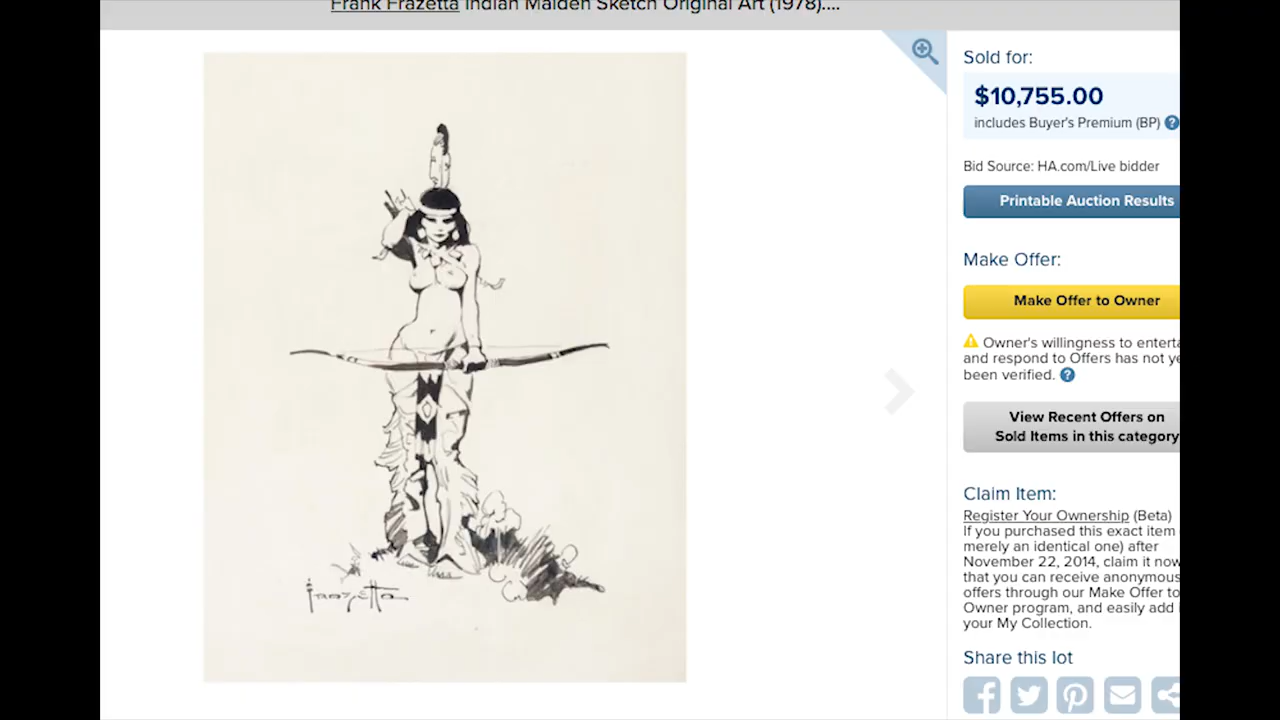 Frank Frazetta Indian Maiden Sketch Original Art (1978)....
Sold for:
$10,755.00
includes Buyer's Premium (BP) ?
Bid Source: HA.com/Live bidder
Printable Auction Results
Make Offer:
Make Offer to Owner
Owner's willingness to enterta
and respond to Offers has not ye
been verified. ?
View Recent Offers on
Sold Items in this category
Claim Item:
Register Your Ownership (Beta)
If you purchased this exact item
merely an identical one) after
November 22, 2014, claim it now
that you can receive anonymous
offers through our Make Offer to
Owner program, and easily add
your My Collection.
Share this lot
Frazetta